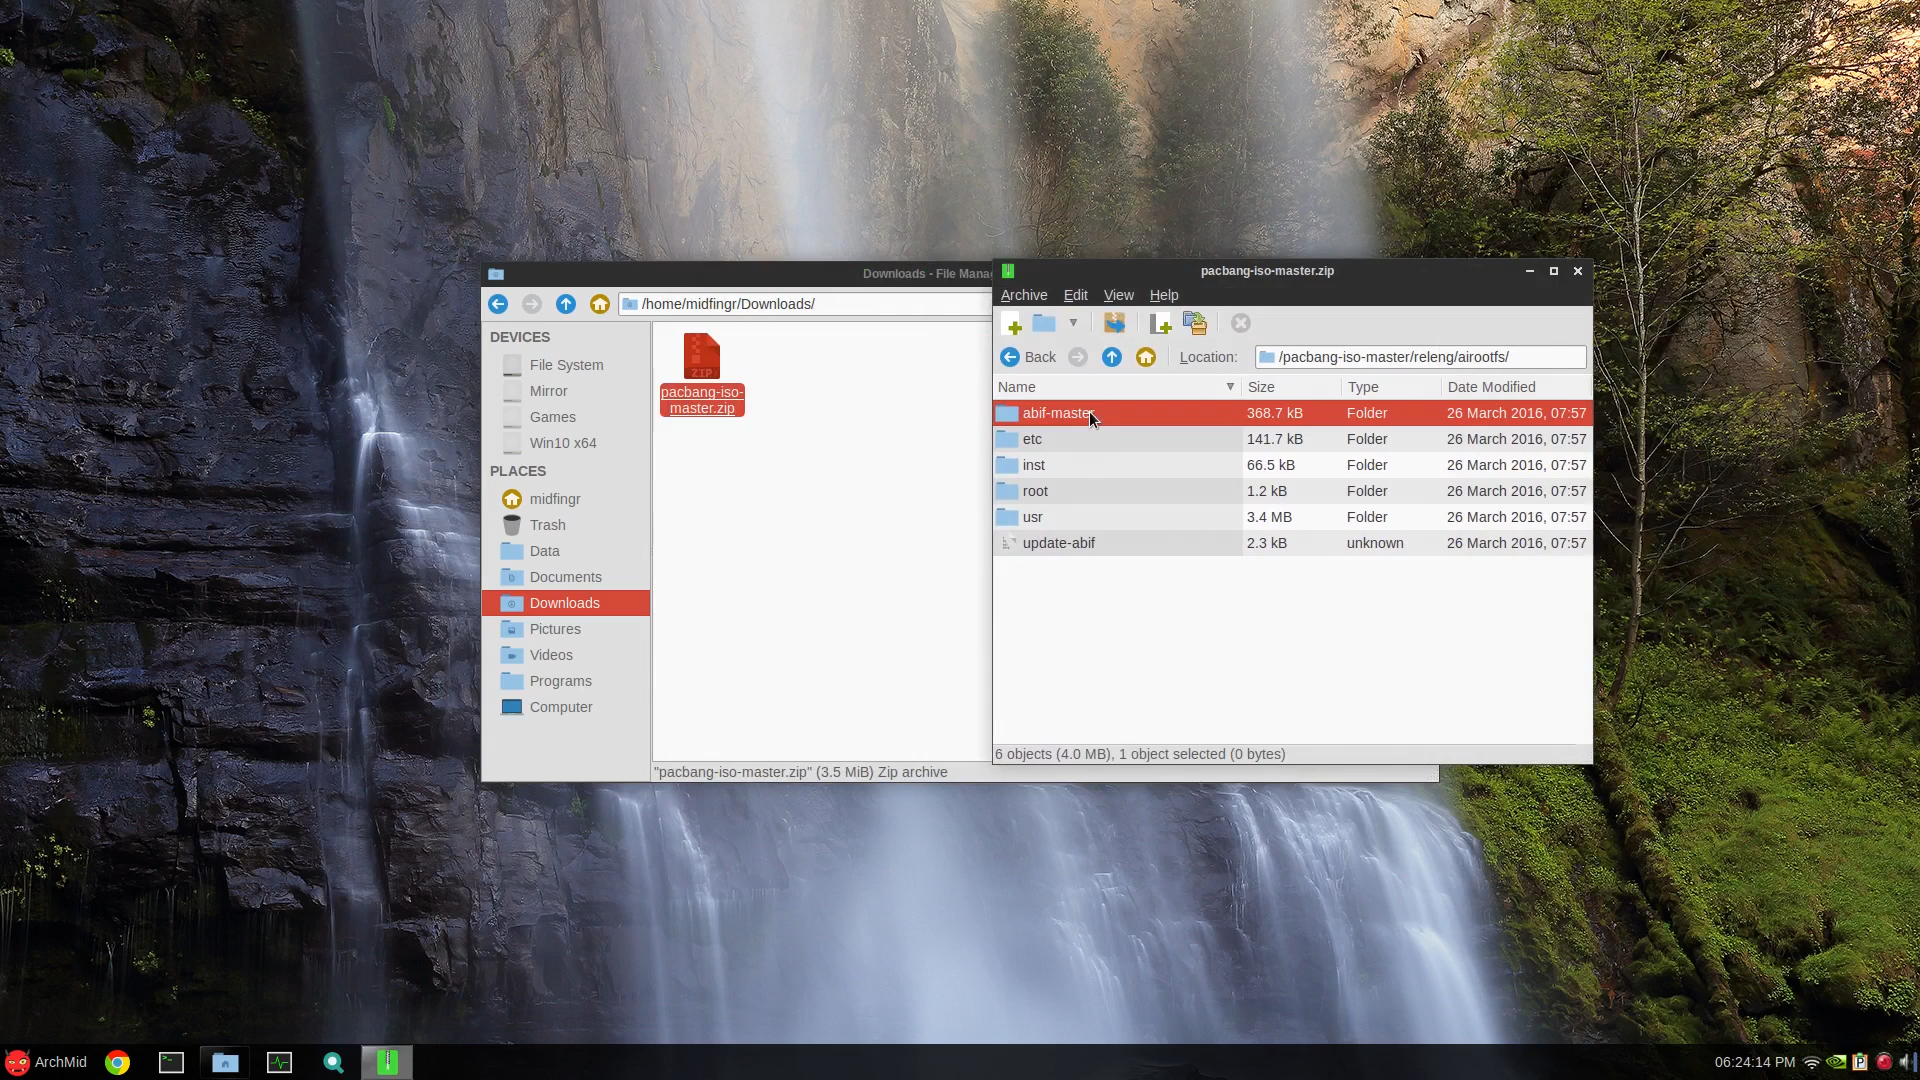 Downloads - File Mana
/home/midfingr/Downloads/
DEVICES
File System
Mirror
Games
Win10 x64
PLACES
midfingr
Trash
Data
Documents
Downloads
Pictures
Videos
Programs
Computer
ZIP
pacbang-iso-
master.zip
"pacbang-iso-master.zip" (3.5 MiB) Zip archive
pacbang-iso-master.zip
Archive Edit View Help
Back Location: /pacbang-iso-master/releng/airootfs/
Name Size Type Date Modified
abif-master 368.7 kB Folder 26 March 2016, 07:57
etc 141.7 kB Folder 26 March 2016, 07:57
inst 66.5 kB Folder 26 March 2016, 07:57
root 1.2 kB Folder 26 March 2016, 07:57
usr 3.4 MB Folder 26 March 2016, 07:57
update-abif 2.3 kB unknown 26 March 2016, 07:57
6 objects (4.0 MB), 1 object selected (0 bytes)
ArchMid
06:24:14 PM